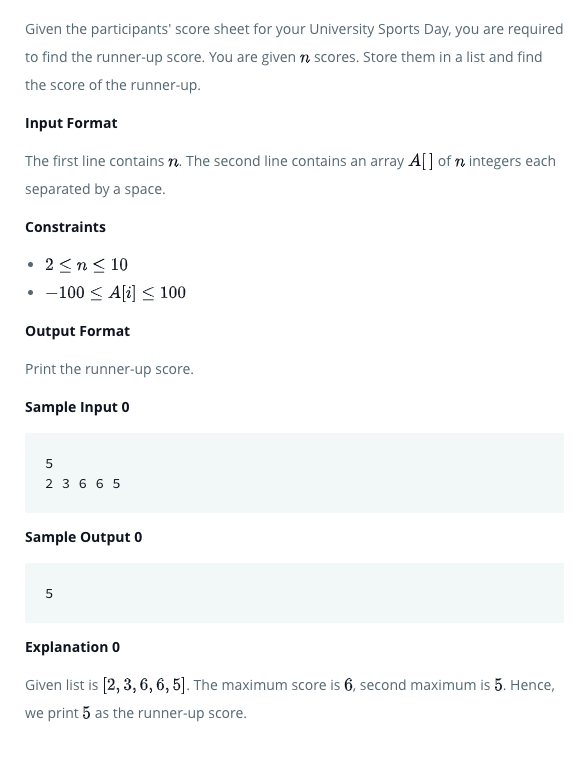 Given the participants' score sheet for your University Sports Day, you are required
to find the runner-up score. You are given n scores. Store them in a list and find
the score of the runner-up.
Input Format
The first line contains n. The second line contains an array A[] of n integers each
separated by a space.
Constraints
• 2 ≤ n ≤ 10
• −100 ≤ A[i] ≤ 100
Output Format
Print the runner-up score.
Sample Input 0
5
2 3 6 6 5
Sample Output 0
5
Explanation 0
Given list is [2, 3, 6, 6, 5]. The maximum score is 6, second maximum is 5. Hence,
we print 5 as the runner-up score.